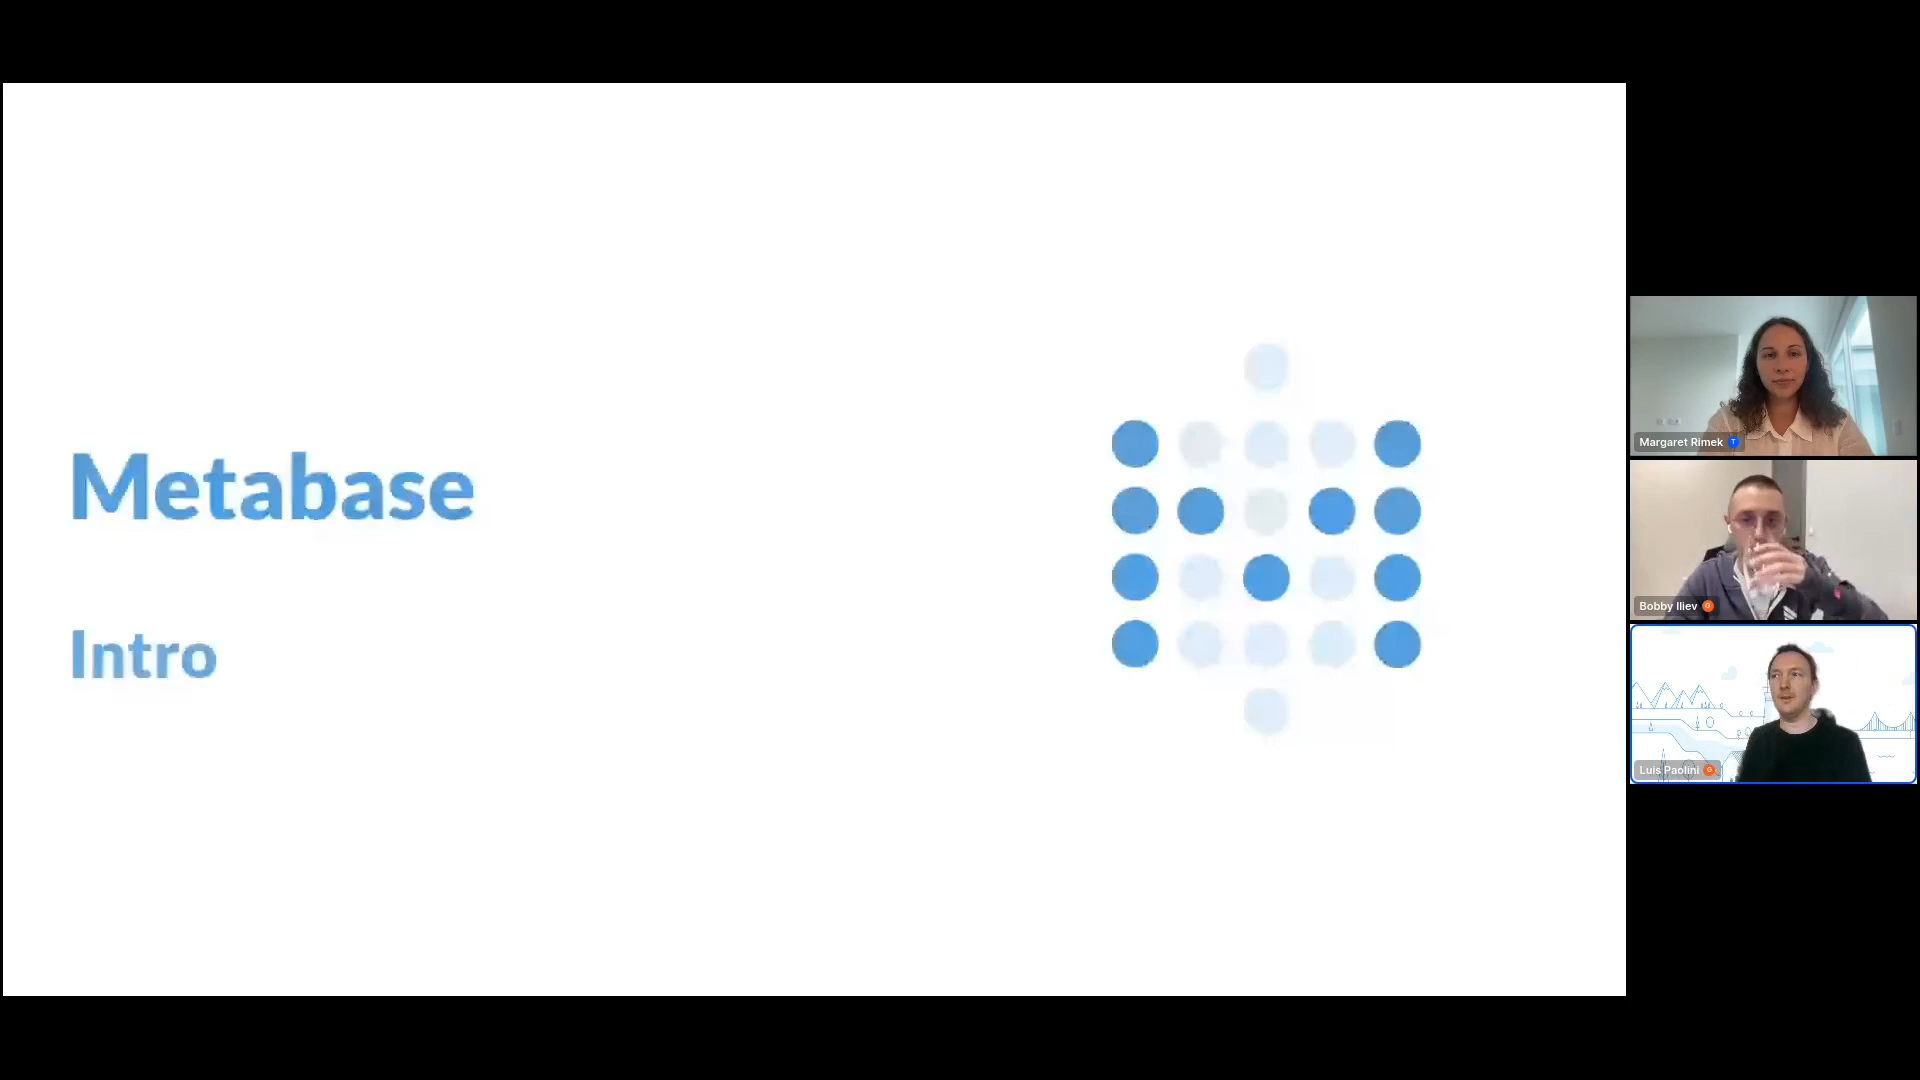 Metabase
Intro
Margaret Rimek T
Bobby Iliev G
Luis Paolini G